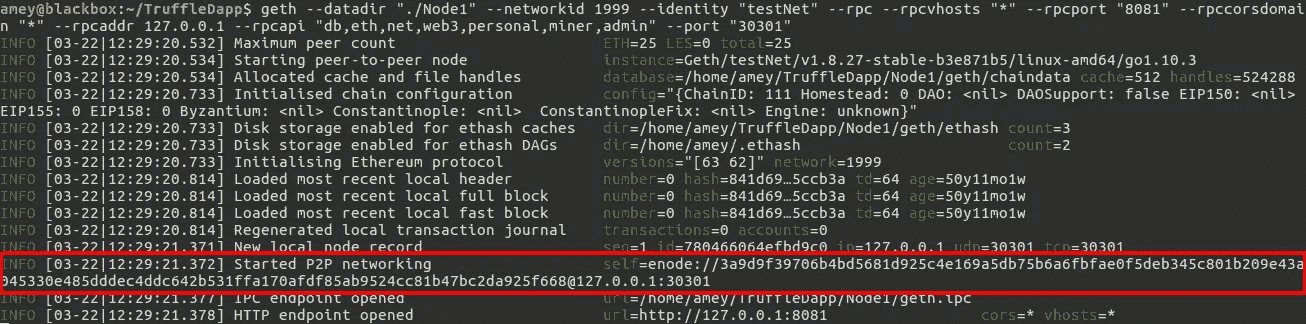 amey@blackbox:~/TruffleDapp$ geth --datadir "./Node1" --networkid 1999 --identity "testNet" --rpc --rpcvhosts "*" --rpcport "8081" --rpccorsdomai
n "*" --rpcaddr 127.0.0.1 --rpcapi "db,eth,net,web3,personal,miner,admin" --port "30301"
INFO [03-22|12:29:20.532] Maximum peer count                       ETH=25 LES=0 total=25
INFO [03-22|12:29:20.534] Starting peer-to-peer node               instance=Geth/testNet/v1.8.27-stable-b3e871b5/linux-amd64/go1.10.3
INFO [03-22|12:29:20.534] Allocated cache and file handles         database=/home/amey/TruffleDapp/Node1/geth/chaindata cache=512 handles=524288
INFO [03-22|12:29:20.733] Initialised chain configuration          config="{ChainID: 111 Homestead: 0 DAO: <nil> DAOSupport: false EIP150: <nil>
EIP155: 0 EIP158: 0 Byzantium: <nil> Constantinople: <nil>  ConstantinopleFix: <nil> Engine: unknown}"
INFO [03-22|12:29:20.733] Disk storage enabled for ethash caches   dir=/home/amey/TruffleDapp/Node1/geth/ethash count=3
INFO [03-22|12:29:20.733] Disk storage enabled for ethash DAGs     dir=/home/amey/.ethash                       count=2
INFO [03-22|12:29:20.733] Initialising Ethereum protocol           versions="[63 62]" network=1999
INFO [03-22|12:29:20.814] Loaded most recent local header          number=0 hash=841d69…5ccb3a td=64 age=50y11mo1w
INFO [03-22|12:29:20.814] Loaded most recent local full block      number=0 hash=841d69…5ccb3a td=64 age=50y11mo1w
INFO [03-22|12:29:20.814] Loaded most recent local fast block      number=0 hash=841d69…5ccb3a td=64 age=50y11mo1w
INFO [03-22|12:29:20.814] Regenerated local transaction journal    transactions=0 accounts=0
INFO [03-22|12:29:21.371] New local node record                    seq=1 id=780466064efbd9c0 ip=127.0.0.1 udp=30301 tcp=30301
INFO [03-22|12:29:21.372] Started P2P networking                   self=enode://3a9d9f39706b4bd5681d925c4e169a5db75b6a6fbfae0f5deb345c801b209e43a
045330e485dddec4ddc642b531ffa170afdf85ab9524cc81b47bc2da925f668@127.0.0.1:30301
INFO [03-22|12:29:21.377] IPC endpoint opened                      url=/home/amey/TruffleDapp/Node1/geth.ipc
INFO [03-22|12:29:21.378] HTTP endpoint opened                     url=http://127.0.0.1:8081        cors=* vhosts=*